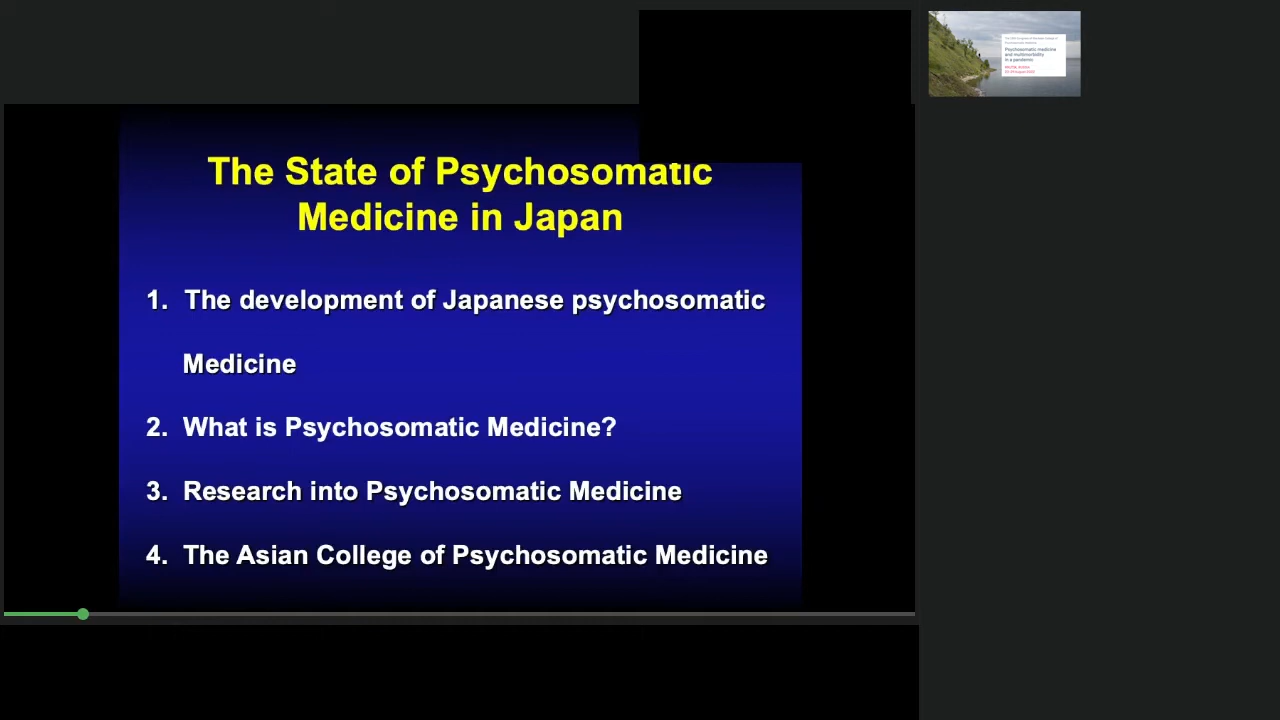 The State of Psychosomatic
Medicine in Japan
1. The development of Japanese psychosomatic
Medicine
2. What is Psychosomatic Medicine?
3. Research into Psychosomatic Medicine
4. The Asian College of Psychosomatic Medicine
Psychosomatic medicine
and multimorbidity
in a pandemic